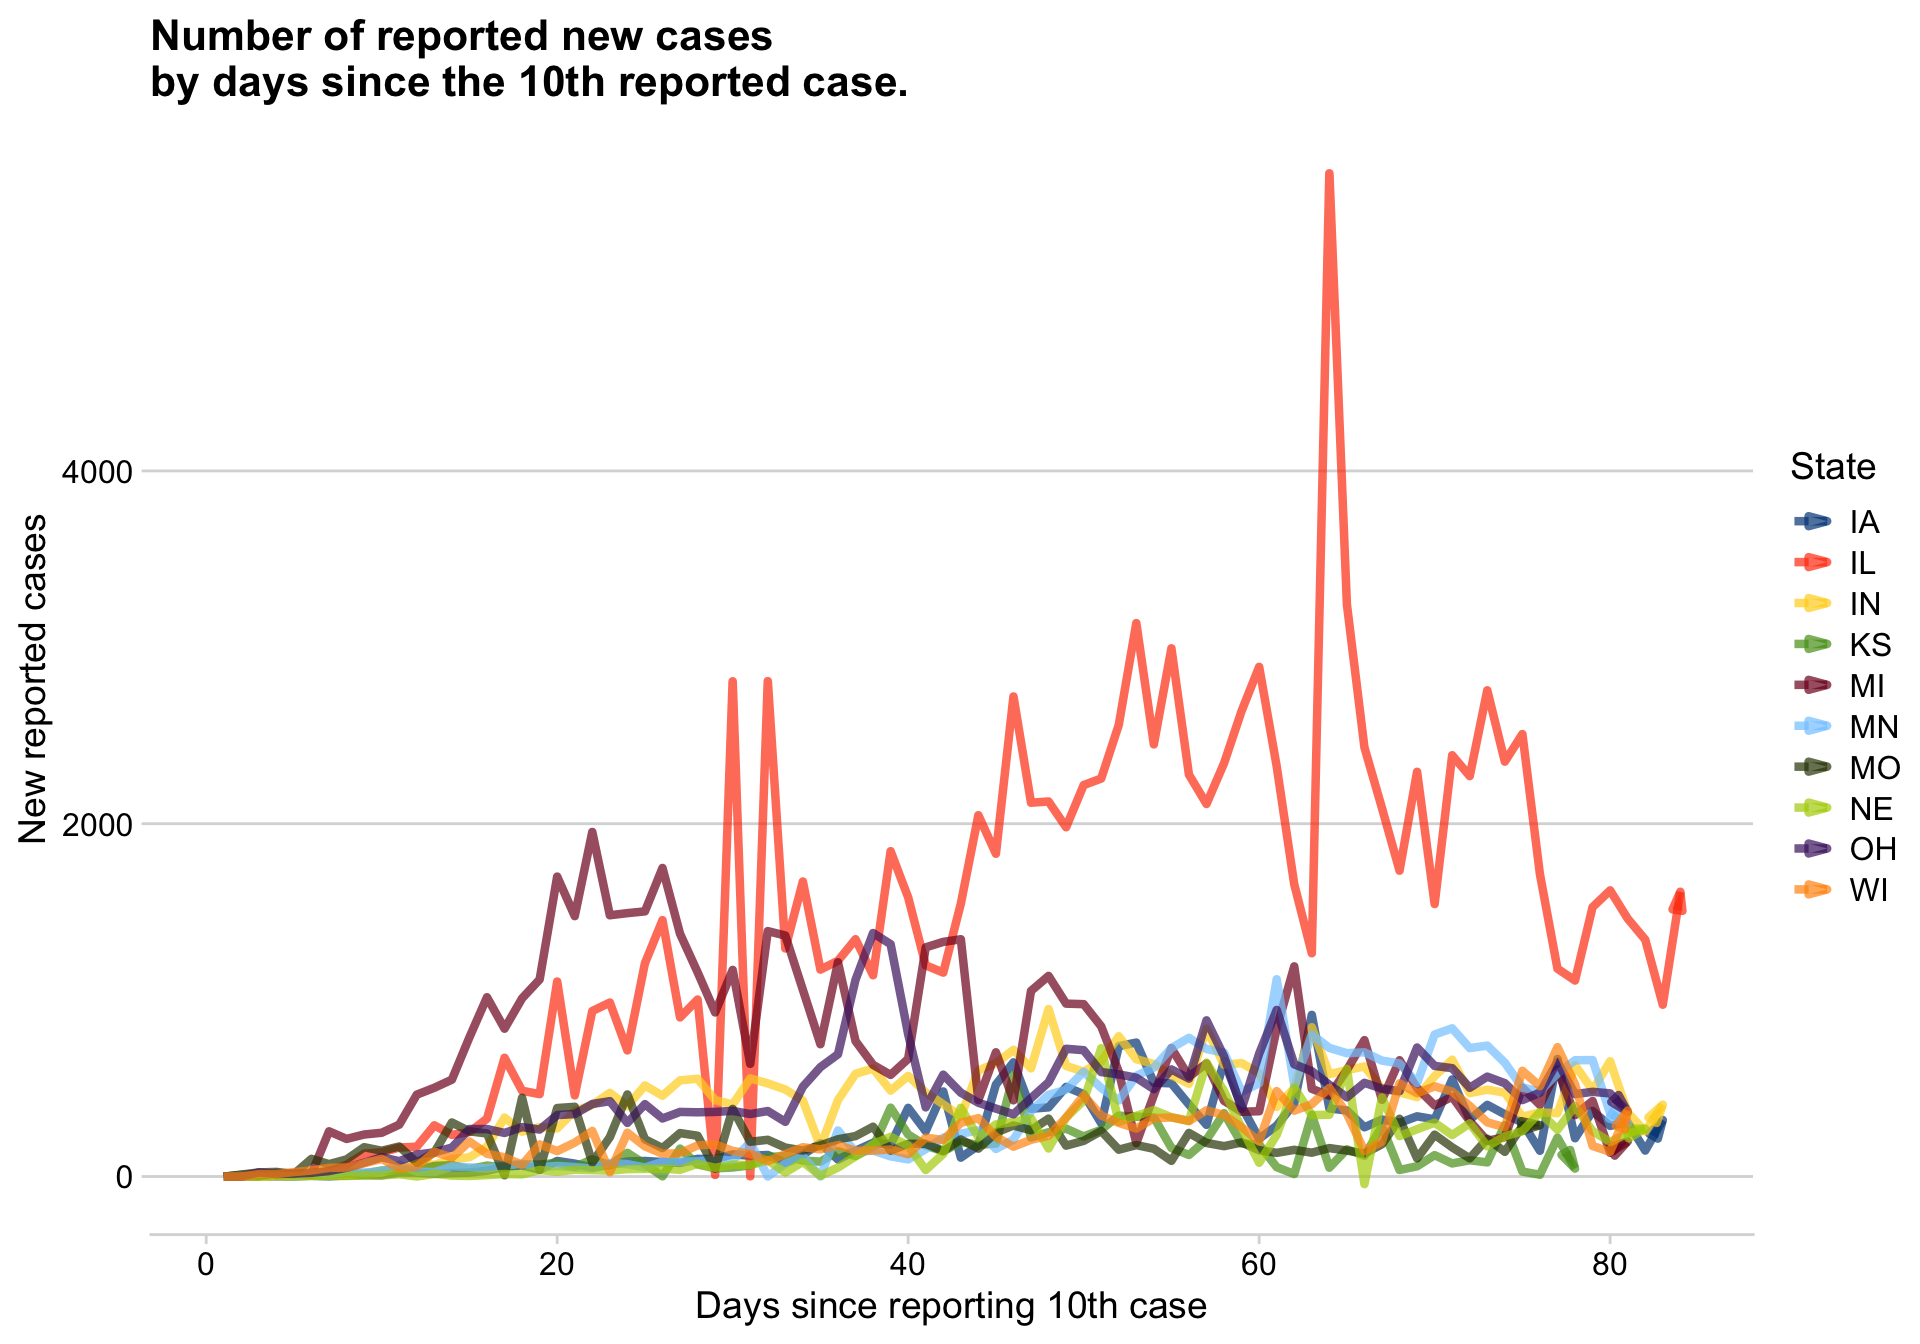 Number of reported new cases
by days since the 10th reported case.
New reported cases
4000
2000
0
0
20
40
60
80
Days since reporting 10th case
State
IA
IL
IN
KS
MI
MN
MO
NE
OH
WI